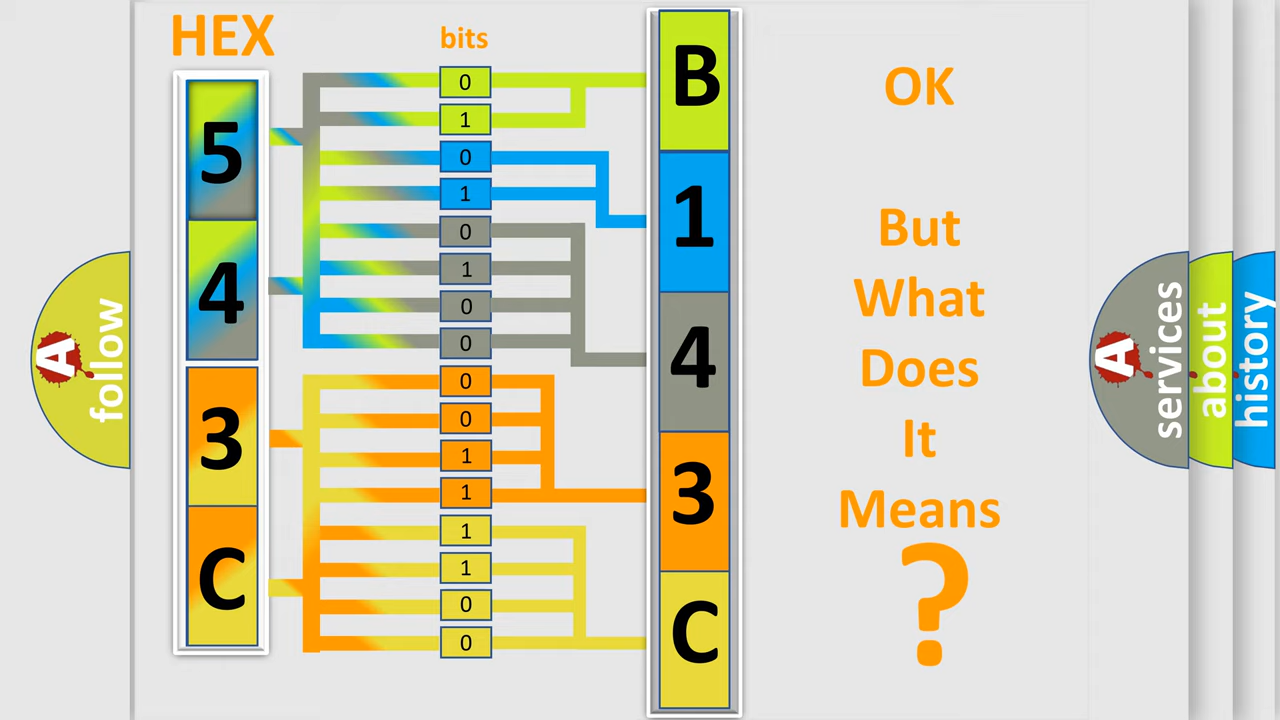 HEX
bits
5
4
3
C
0
1
0
1
0
1
0
0
0
0
1
1
1
1
0
0
B
1
4
3
C
OK
But
What
Does
It
Means
?
A
follow
A
services
about
history